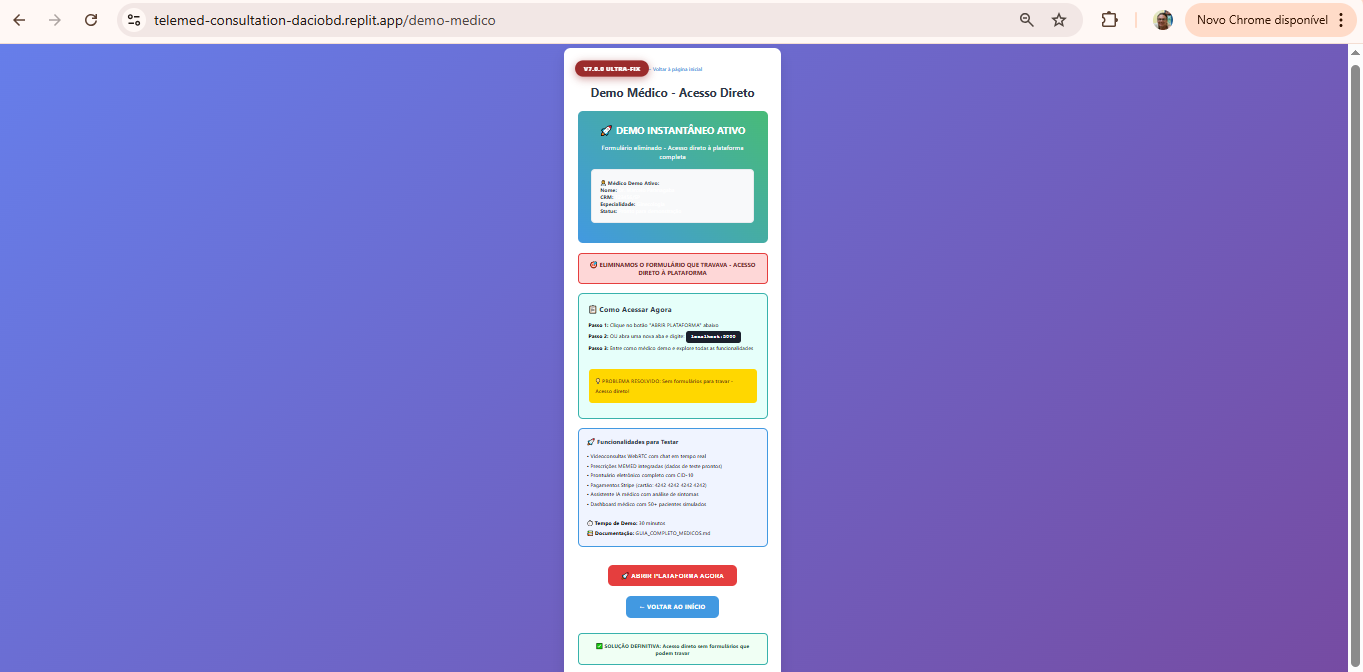 telemed-consultation-daciobd.replit.app/demo-medico
Novo Chrome disponível
V7.0.0 ULTRA-FIX
← Voltar à página inicial
Demo Médico - Acesso Direto
🚀 DEMO INSTANTÂNEO ATIVO
Formulário eliminado - Acesso direto à plataforma
completa
Médico Demo Ativo:
Nome:
CRM:
Especialidade:
Status:
🎯 ELIMINAMOS O FORMULÁRIO QUE TRAVAVA - ACESSO
DIRETO À PLATAFORMA
📋 Como Acessar Agora
Passo 1: Clique no botão "ABRIR PLATAFORMA" abaixo
Passo 2: OU abra uma nova aba e digite: localhost:5000
Passo 3: Entre como médico demo e explore todas as funcionalidades
💡 PROBLEMA RESOLVIDO: Sem formulários para travar -
Acesso direto!
🚀 Funcionalidades para Testar
• Videoconsultas WebRTC com chat em tempo real
• Prescrições MEMED integradas (dados de teste prontos)
• Prontuário eletrônico completo com CID-10
• Pagamentos Stripe (cartão: 4242 4242 4242 4242)
• Assistente IA médico com análise de sintomas
• Dashboard médico com 50+ pacientes simulados
⏱ Tempo de Demo: 30 minutos
Documentação: GUIA_COMPLETO_MEDICOS.md
🚀 ABRIR PLATAFORMA AGORA
← VOLTAR AO INÍCIO
✅ SOLUÇÃO DEFINITIVA: Acesso direto sem formulários que
podem travar